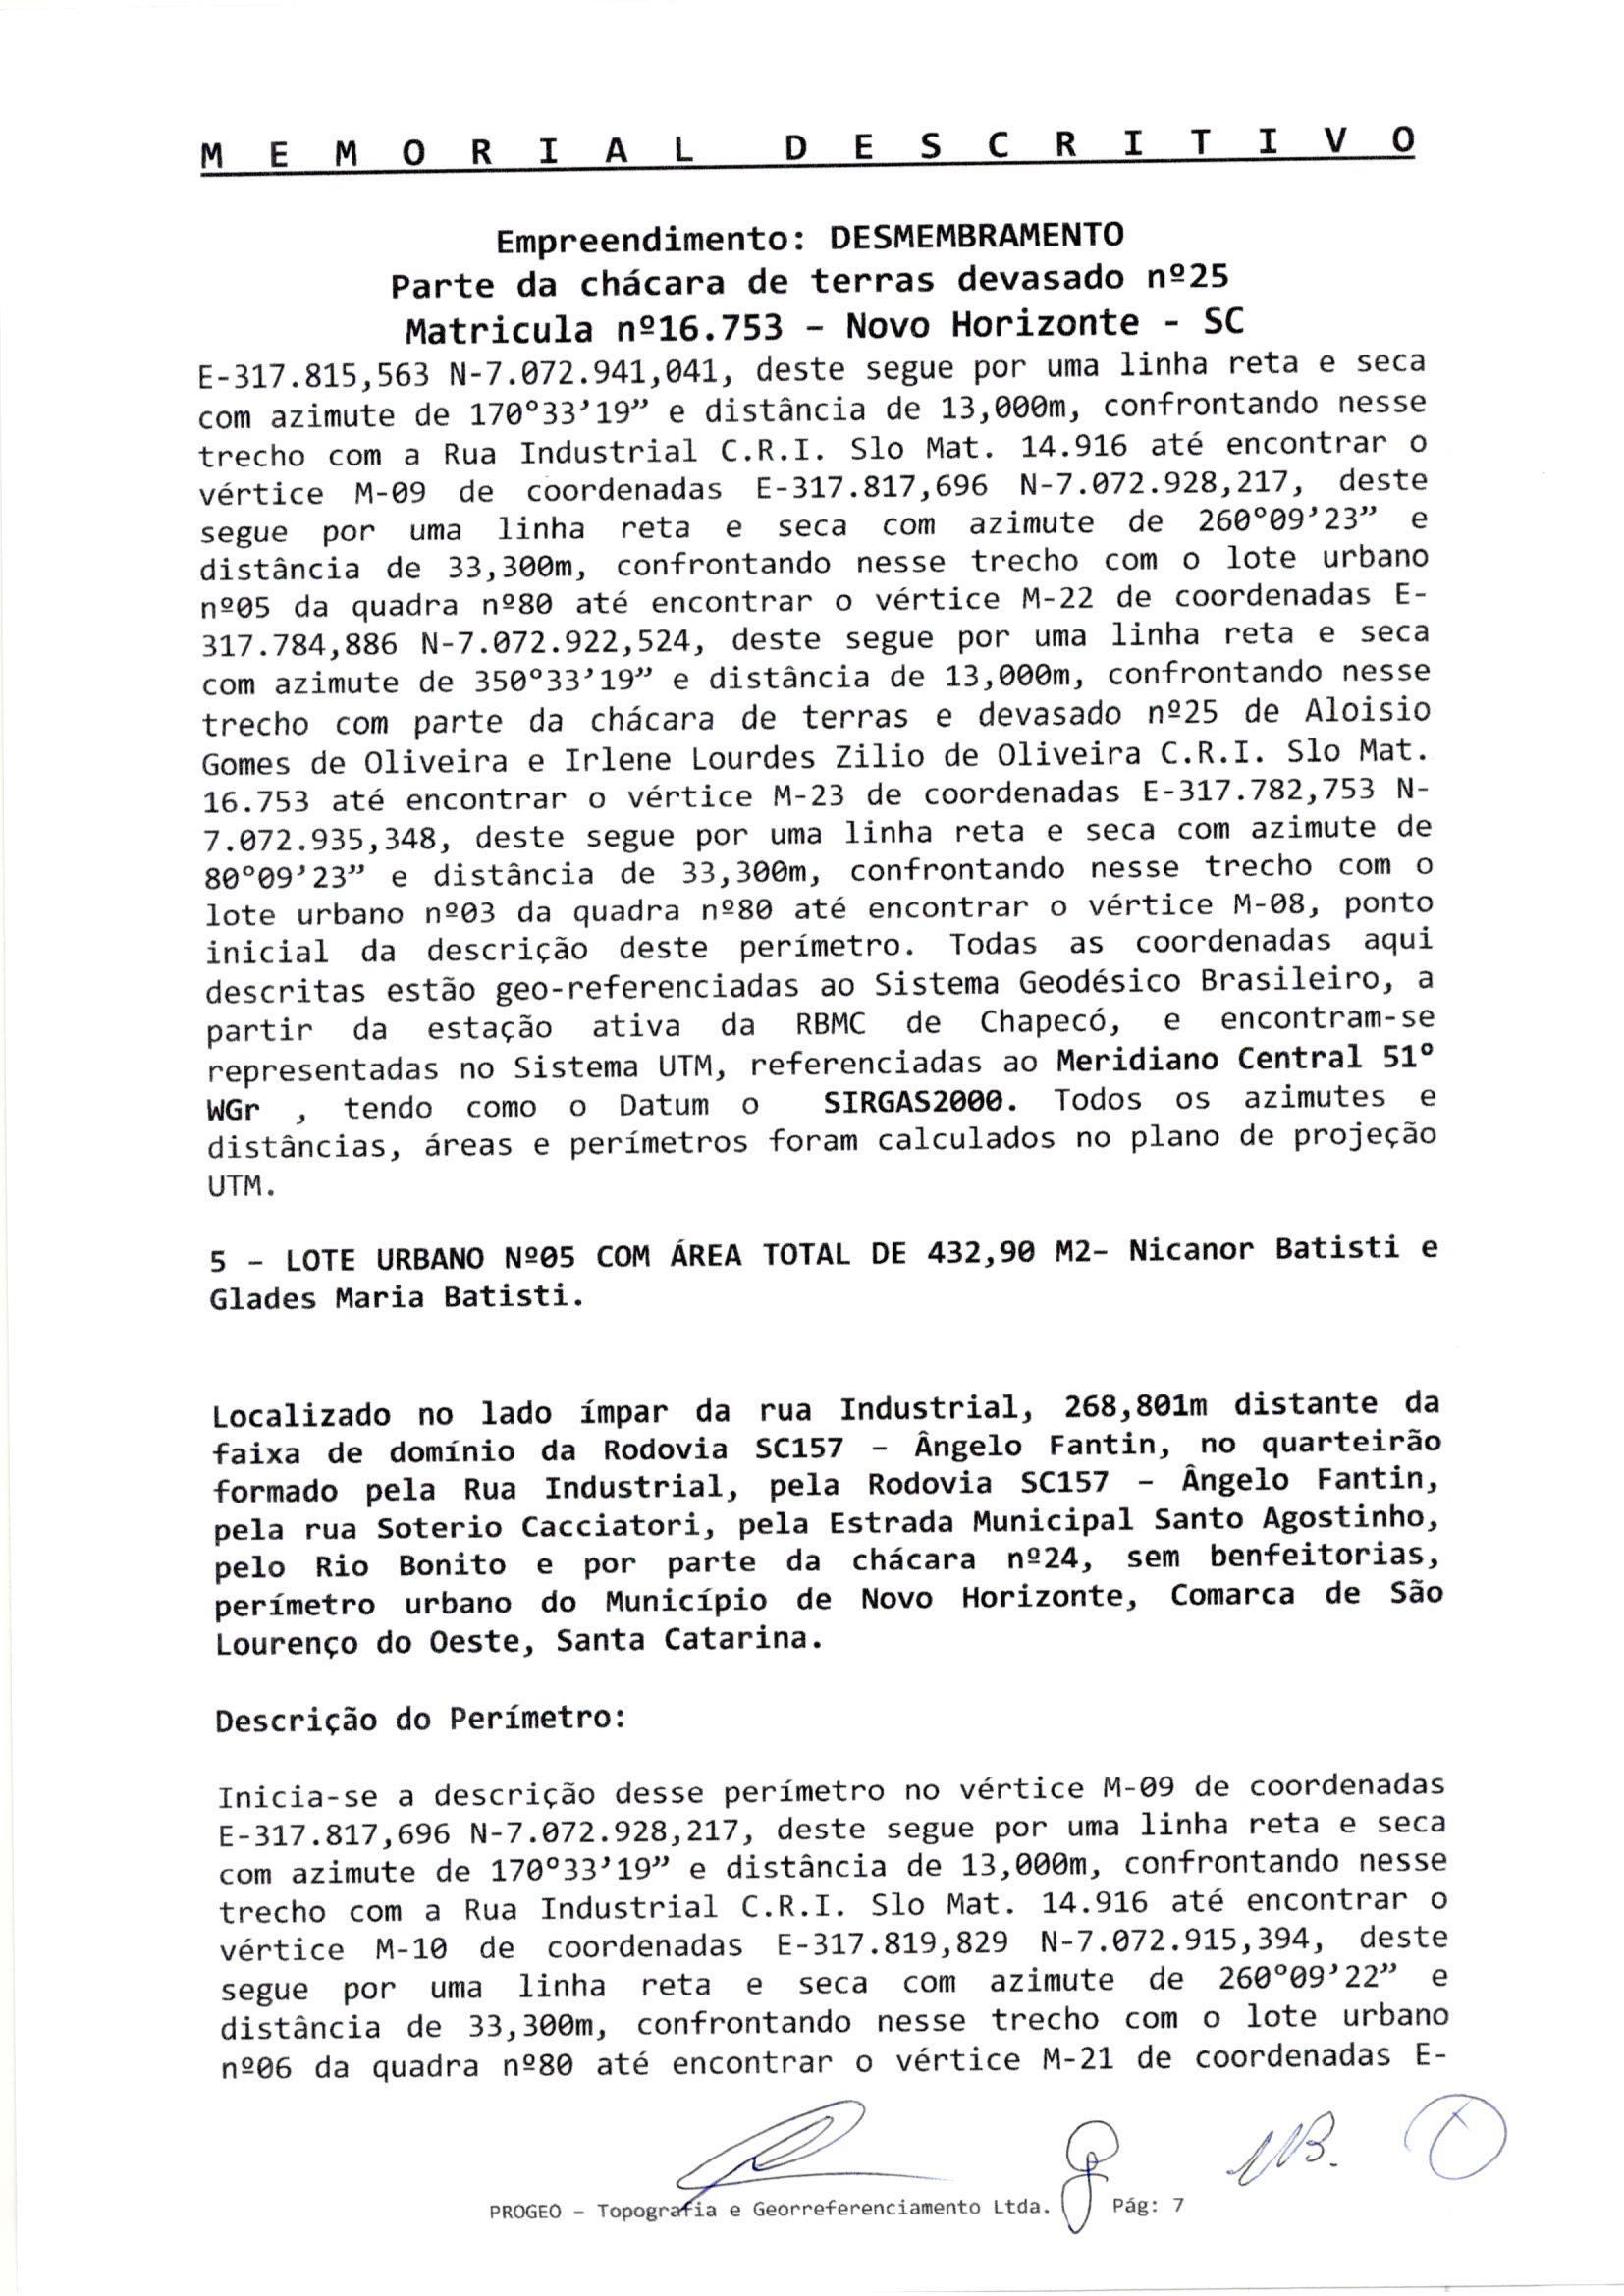 MEMORIAL DESCRITIVO
Empreendimento: DESMEMBRAMENTO
Parte da chácara de terras devasado nº25
Matricula nº16.753 – Novo Horizonte - SC
E-317.815,563 N-7.072.941,041, deste segue por uma linha reta e seca
com azimute de 170º33’19” e distância de 13,000m, confrontando nesse
trecho com a Rua Industrial C.R.I. Slo Mat. 14.916 até encontrar o
vértice M-09 de coordenadas E-317.817,696 N-7.072.928,217, deste
segue por uma linha reta e seca com azimute de 260º09’23” e
distância de 33,300m, confrontando nesse trecho com o lote urbano
nº05 da quadra nº80 até encontrar o vértice M-22 de coordenadas E-
317.784,886 N-7.072.922,524, deste segue por uma linha reta e seca
com azimute de 350º33’19” e distância de 13,000m, confrontando nesse
trecho com parte da chácara de terras e devasado nº25 de Aloisio
Gomes de Oliveira e Irlene Lourdes Zilio de Oliveira C.R.I. Slo Mat.
16.753 até encontrar o vértice M-23 de coordenadas E-317.782,753 N-
7.072.935,348, deste segue por uma linha reta e seca com azimute de
80º09’23” e distância de 33,300m, confrontando nesse trecho com o
lote urbano nº03 da quadra nº80 até encontrar o vértice M-08, ponto
inicial da descrição deste perímetro. Todas as coordenadas aqui
descritas estão geo-referenciadas ao Sistema Geodésico Brasileiro, a
partir da estação ativa da RBMC de Chapecó, e encontram-se
representadas no Sistema UTM, referenciadas ao Meridiano Central 51º
WGr , tendo como o Datum o SIRGAS2000. Todos os azimutes e
distâncias, áreas e perímetros foram calculados no plano de projeção
UTM.
5 – LOTE URBANO Nº05 COM ÁREA TOTAL DE 432,90 M2– Nicanor Batisti e
Glades Maria Batisti.
Localizado no lado ímpar da rua Industrial, 268,801m distante da
faixa de domínio da Rodovia SC157 – Ângelo Fantin, no quarteirão
formado pela Rua Industrial, pela Rodovia SC157 – Ângelo Fantin,
pela rua Soterio Cacciatori, pela Estrada Municipal Santo Agostinho,
pelo Rio Bonito e por parte da chácara nº24, sem benfeitorias,
perímetro urbano do Município de Novo Horizonte, Comarca de São
Lourenço do Oeste, Santa Catarina.
Descrição do Perímetro:
Inicia-se a descrição desse perímetro no vértice M-09 de coordenadas
E-317.817,696 N-7.072.928,217, deste segue por uma linha reta e seca
com azimute de 170º33’19” e distância de 13,000m, confrontando nesse
trecho com a Rua Industrial C.R.I. Slo Mat. 14.916 até encontrar o
vértice M-10 de coordenadas E-317.819,829 N-7.072.915,394, deste
segue por uma linha reta e seca com azimute de 260º09’22” e
distância de 33,300m, confrontando nesse trecho com o lote urbano
nº06 da quadra nº80 até encontrar o vértice M-21 de coordenadas E-
PROGEO – Topografia e Georreferenciamento Ltda. Pág: 7